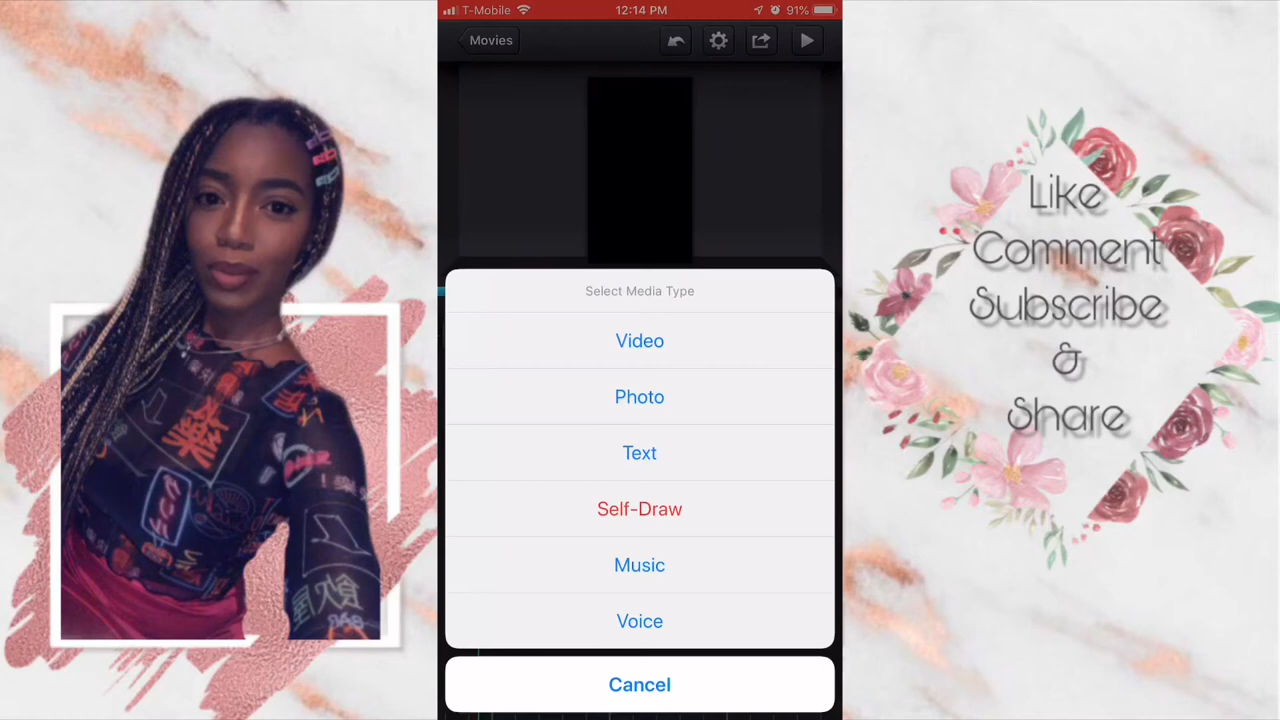 T-Mobile 12:14 PM 91%
Movies
Select Media Type
Video
Photo
Text
Self-Draw
Music
Voice
Cancel
Like
Comment
Subscribe
&
Share